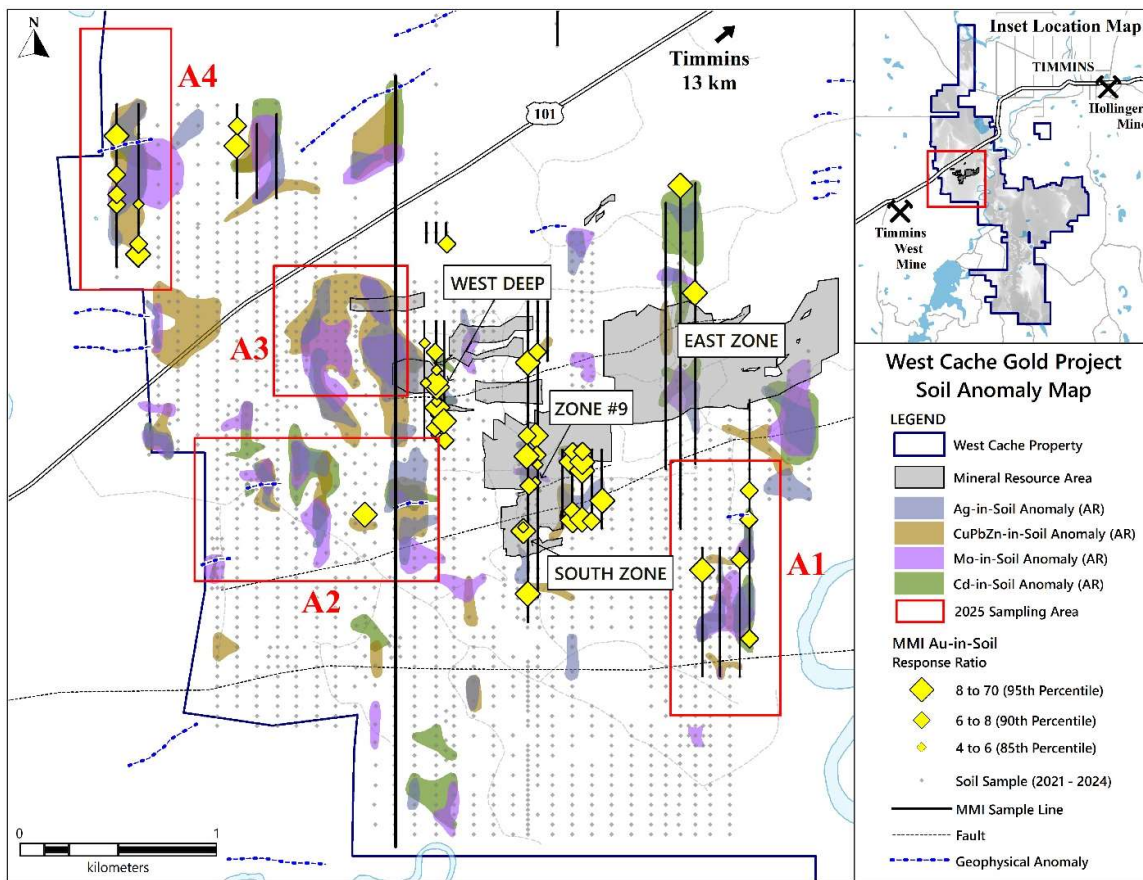 N
A4
Timmins
13 km
101
WEST DEEP
A3
EAST ZONE
ZONE #9
A1
SOUTH ZONE
A2
0
1
kilometers
Inset Location Map
TIMMINS
Hollinger
Mine
Timmins
West
Mine
West Cache Gold Project
Soil Anomaly Map
LEGEND
West Cache Property
Mineral Resource Area
Ag-in-Soil Anomaly (AR)
CuPbZn-in-Soil Anomaly (AR)
Mo-in-Soil Anomaly (AR)
Cd-in-Soil Anomaly (AR)
2025 Sampling Area
MMI Au-in-Soil
Response Ratio
8 to 70 (95th Percentile)
6 to 8 (90th Percentile)
4 to 6 (85th Percentile)
Soil Sample (2021 - 2024)
MMI Sample Line
Fault
Geophysical Anomaly